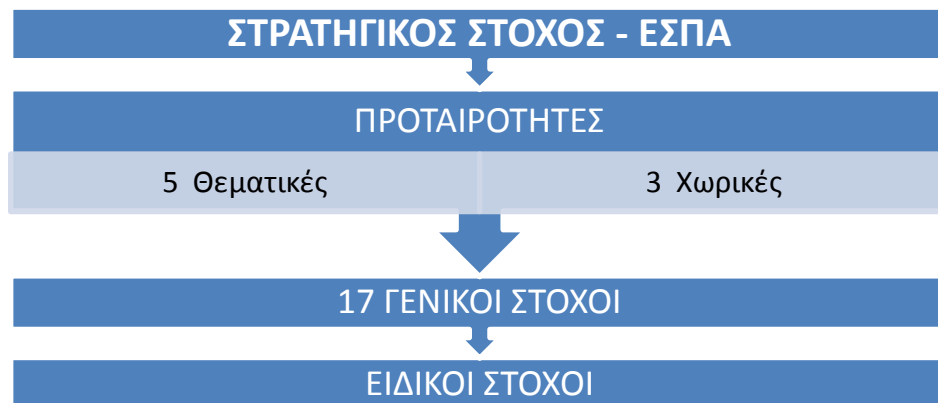 ΣΤΡΑΤΗΓΙΚΟΣ ΣΤΟΧΟΣ - ΕΣΠΑ
ΠΡΟΤΑΙΡΟΤΗΤΕΣ
5 Θεματικές
3 Χωρικές
17 ΓΕΝΙΚΟΙ ΣΤΟΧΟΙ
ΕΙΔΙΚΟΙ ΣΤΟΧΟΙ